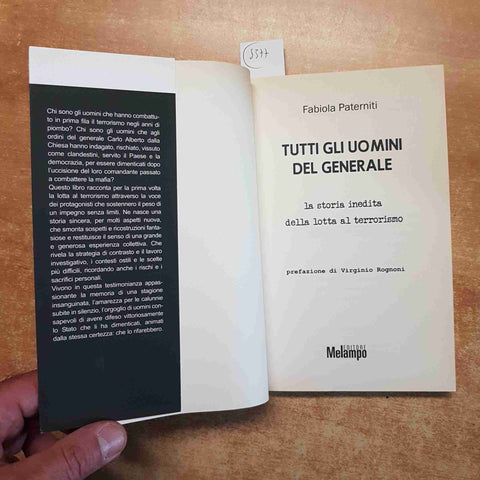 Chi sono gli uomini che hanno combattu-
to in prima fila il terrorismo negli anni di
piombo? Chi sono gli uomini che agli
ordini del generale Carlo Alberto dalla
Chiesa hanno indagato, rischiato, vissuto
come clandestini, servito il Paese e la
democrazia, per essere dimenticati dopo
l'uccisione del loro comandante passato
a combattere la mafia?
Questo libro racconta per la prima volta
la lotta al terrorismo attraverso la voce
dei protagonisti che sostennero il peso di
un impegno senza limiti. Ne nasce una
storia sincera, per molti aspetti nuova,
che smonta sospetti e ricostruzioni fanta-
siose e restituisce il senso di una grande
e generosa esperienza collettiva. Che
rivela la strategia di contrasto e il lavoro
investigativo, i contesti ostili e le scelte
più difficili, ricordando anche i rischi e i
sacrifici personali.
Vivono in questa testimonianza appas-
sionante la memoria di una stagione
insanguinata, l'amarezza per le calunnie
subite in silenzio, l'orgoglio di uomini con-
sapevoli di avere difeso vittoriosamente
lo Stato che li ha dimenticati, animati
dalla stessa certezza: che lo rifarebbero.
5577
Fabiola Paterniti
TUTTI GLI UOMINI
DEL GENERALE
la storia inedita
della lotta al terrorismo
prefazione di Virginio Rognoni
EDITORE
Melampo